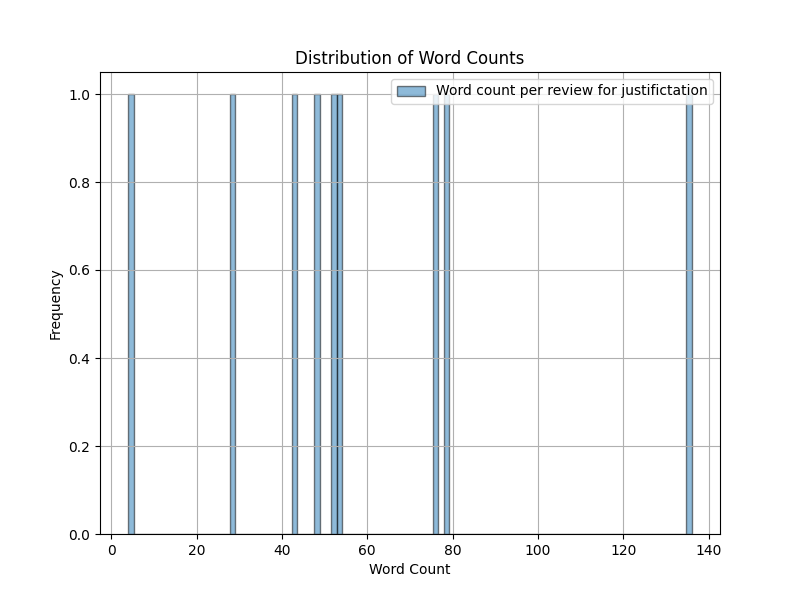 Distribution of Word Counts
Word count per review for justifictation
1.0
0.8
0.6
0.4
0.2
0.0
Frequency
0 20 40 60 80 100 120 140
Word Count